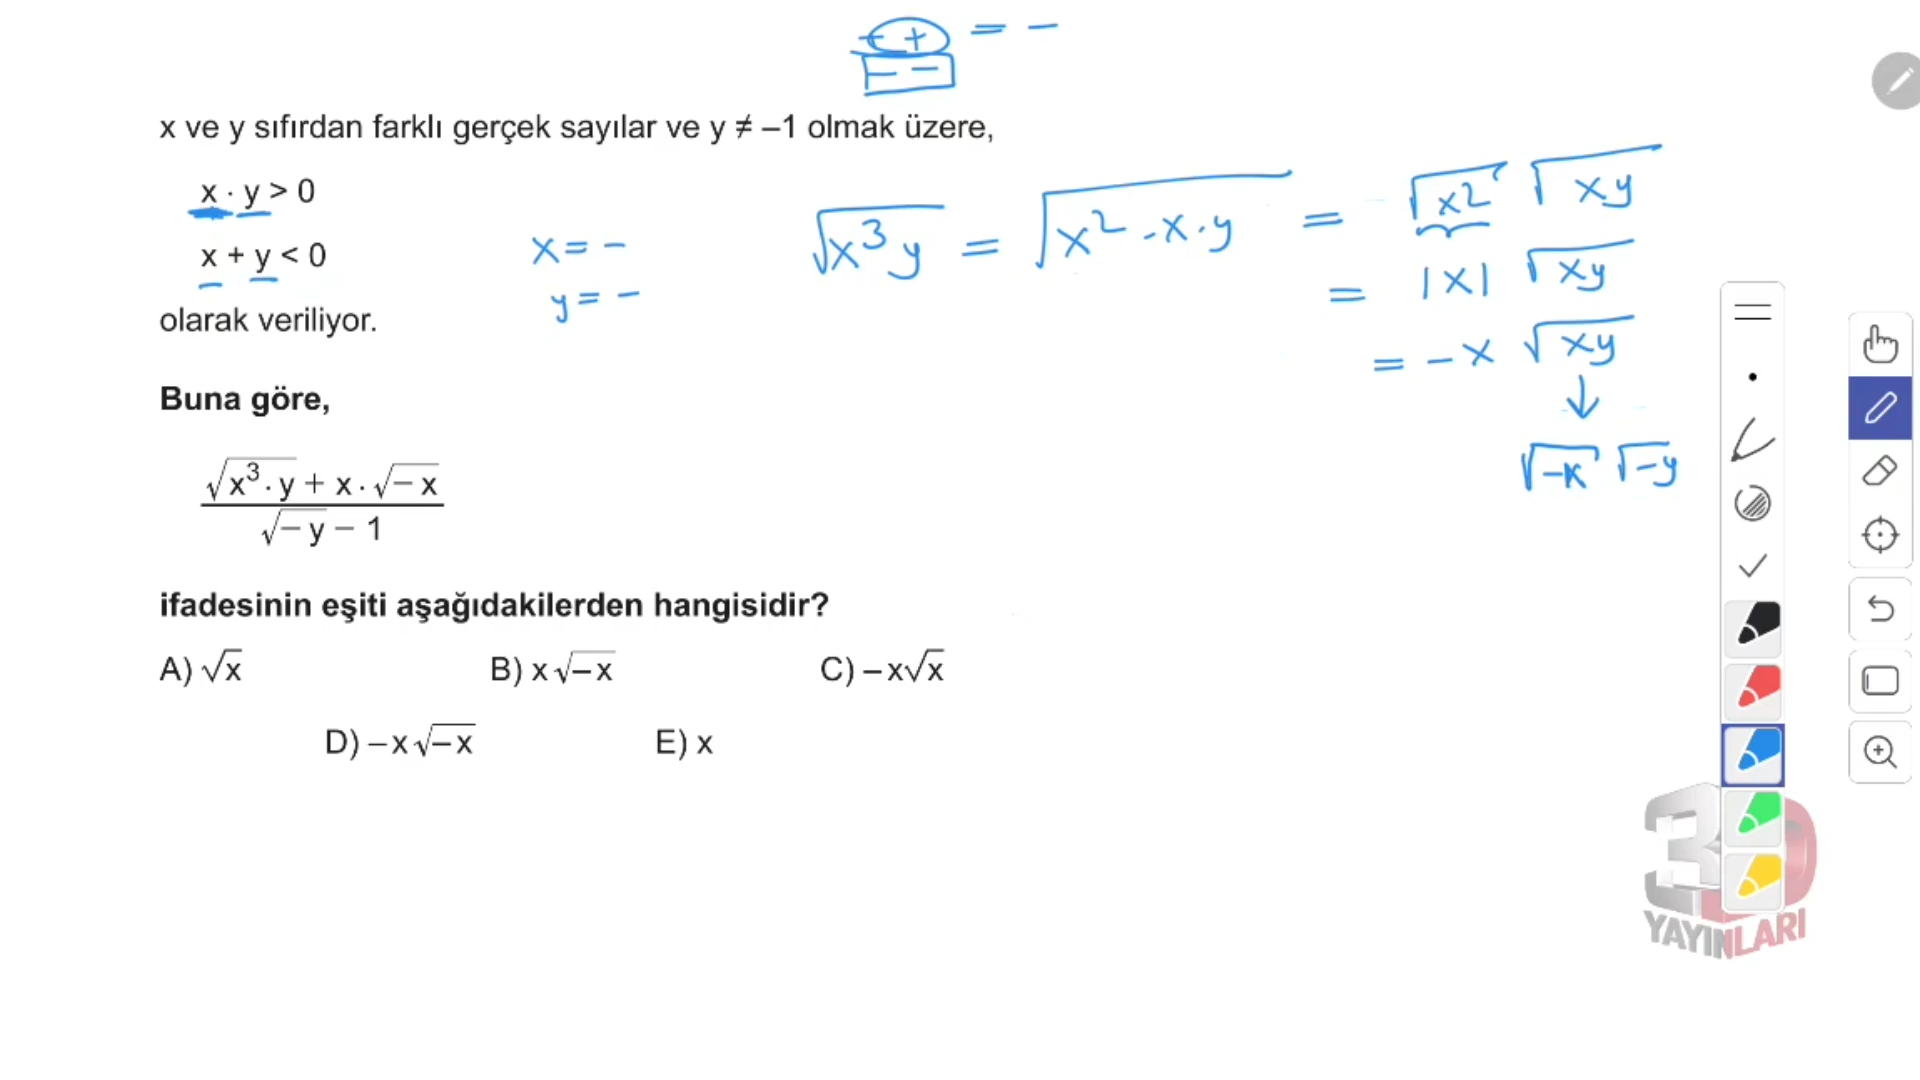 + + = -
- -
x ve y sıfırdan farklı gerçek sayılar ve y ≠ –1 olmak üzere,
x · y > 0
x + y < 0
x = -
y = -
olarak veriliyor.
√x³y = √x² · x · y = √x² √xy
= |x| √xy
= -x √xy
↓
√-x √-y
Buna göre,
√x³ · y + x · √–x
√–y – 1
ifadesinin eşiti aşağıdakilerden hangisidir?
A) √x B) x√–x C) –x√x
D) –x√–x E) x
3D
YAYINLARI